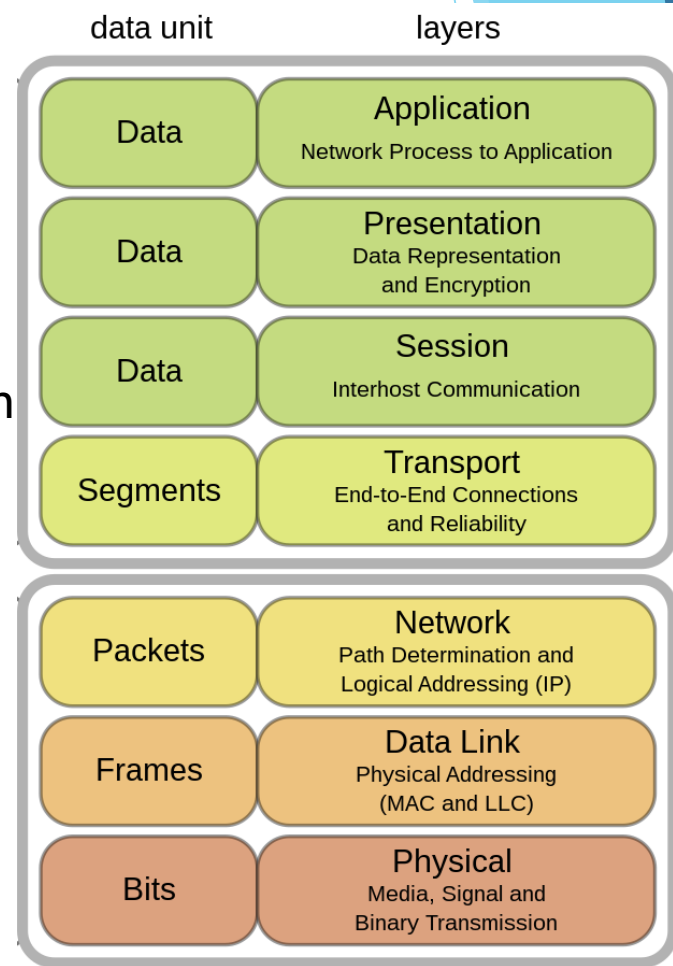 data unit
layers
Data
Application
Network Process to Application
Data
Presentation
Data Representation
and Encryption
Data
Session
Interhost Communication
Segments
Transport
End-to-End Connections
and Reliability
Packets
Network
Path Determination and
Logical Addressing (IP)
Frames
Data Link
Physical Addressing
(MAC and LLC)
Bits
Physical
Media, Signal and
Binary Transmission